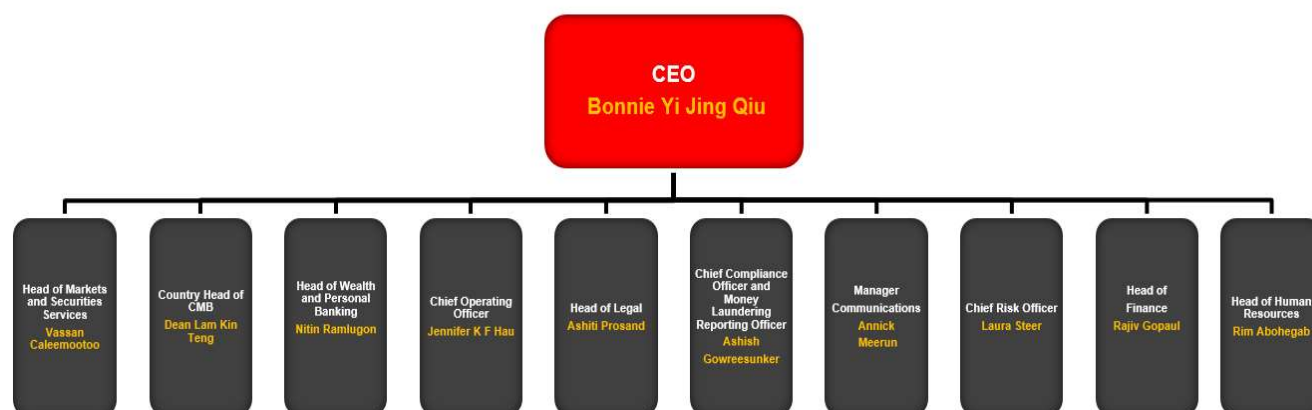 CEO
Bonnie Yi Jing Qiu
Head of Markets
and Securities
Services
Vassan
Caleemootoo
Country Head of
CMB
Dean Lam Kin
Teng
Head of Wealth
and Personal
Banking
Nitin Ramlugon
Chief Operating
Officer
Jennifer K F Hau
Head of Legal
Ashiti Prosand
Chief Compliance
Officer and
Money
Laundering
Reporting Officer
Ashish
Gowreesunker
Manager
Communications
Annick
Meerun
Chief Risk Officer
Laura Steer
Head of
Finance
Rajiv Gopaul
Head of Human
Resources
Rim Abohegab